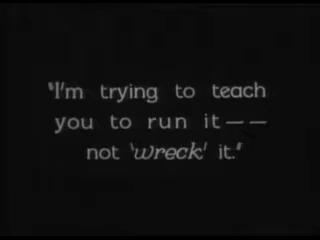 "I'm trying to teach
you to run it——
not 'wreck' it."